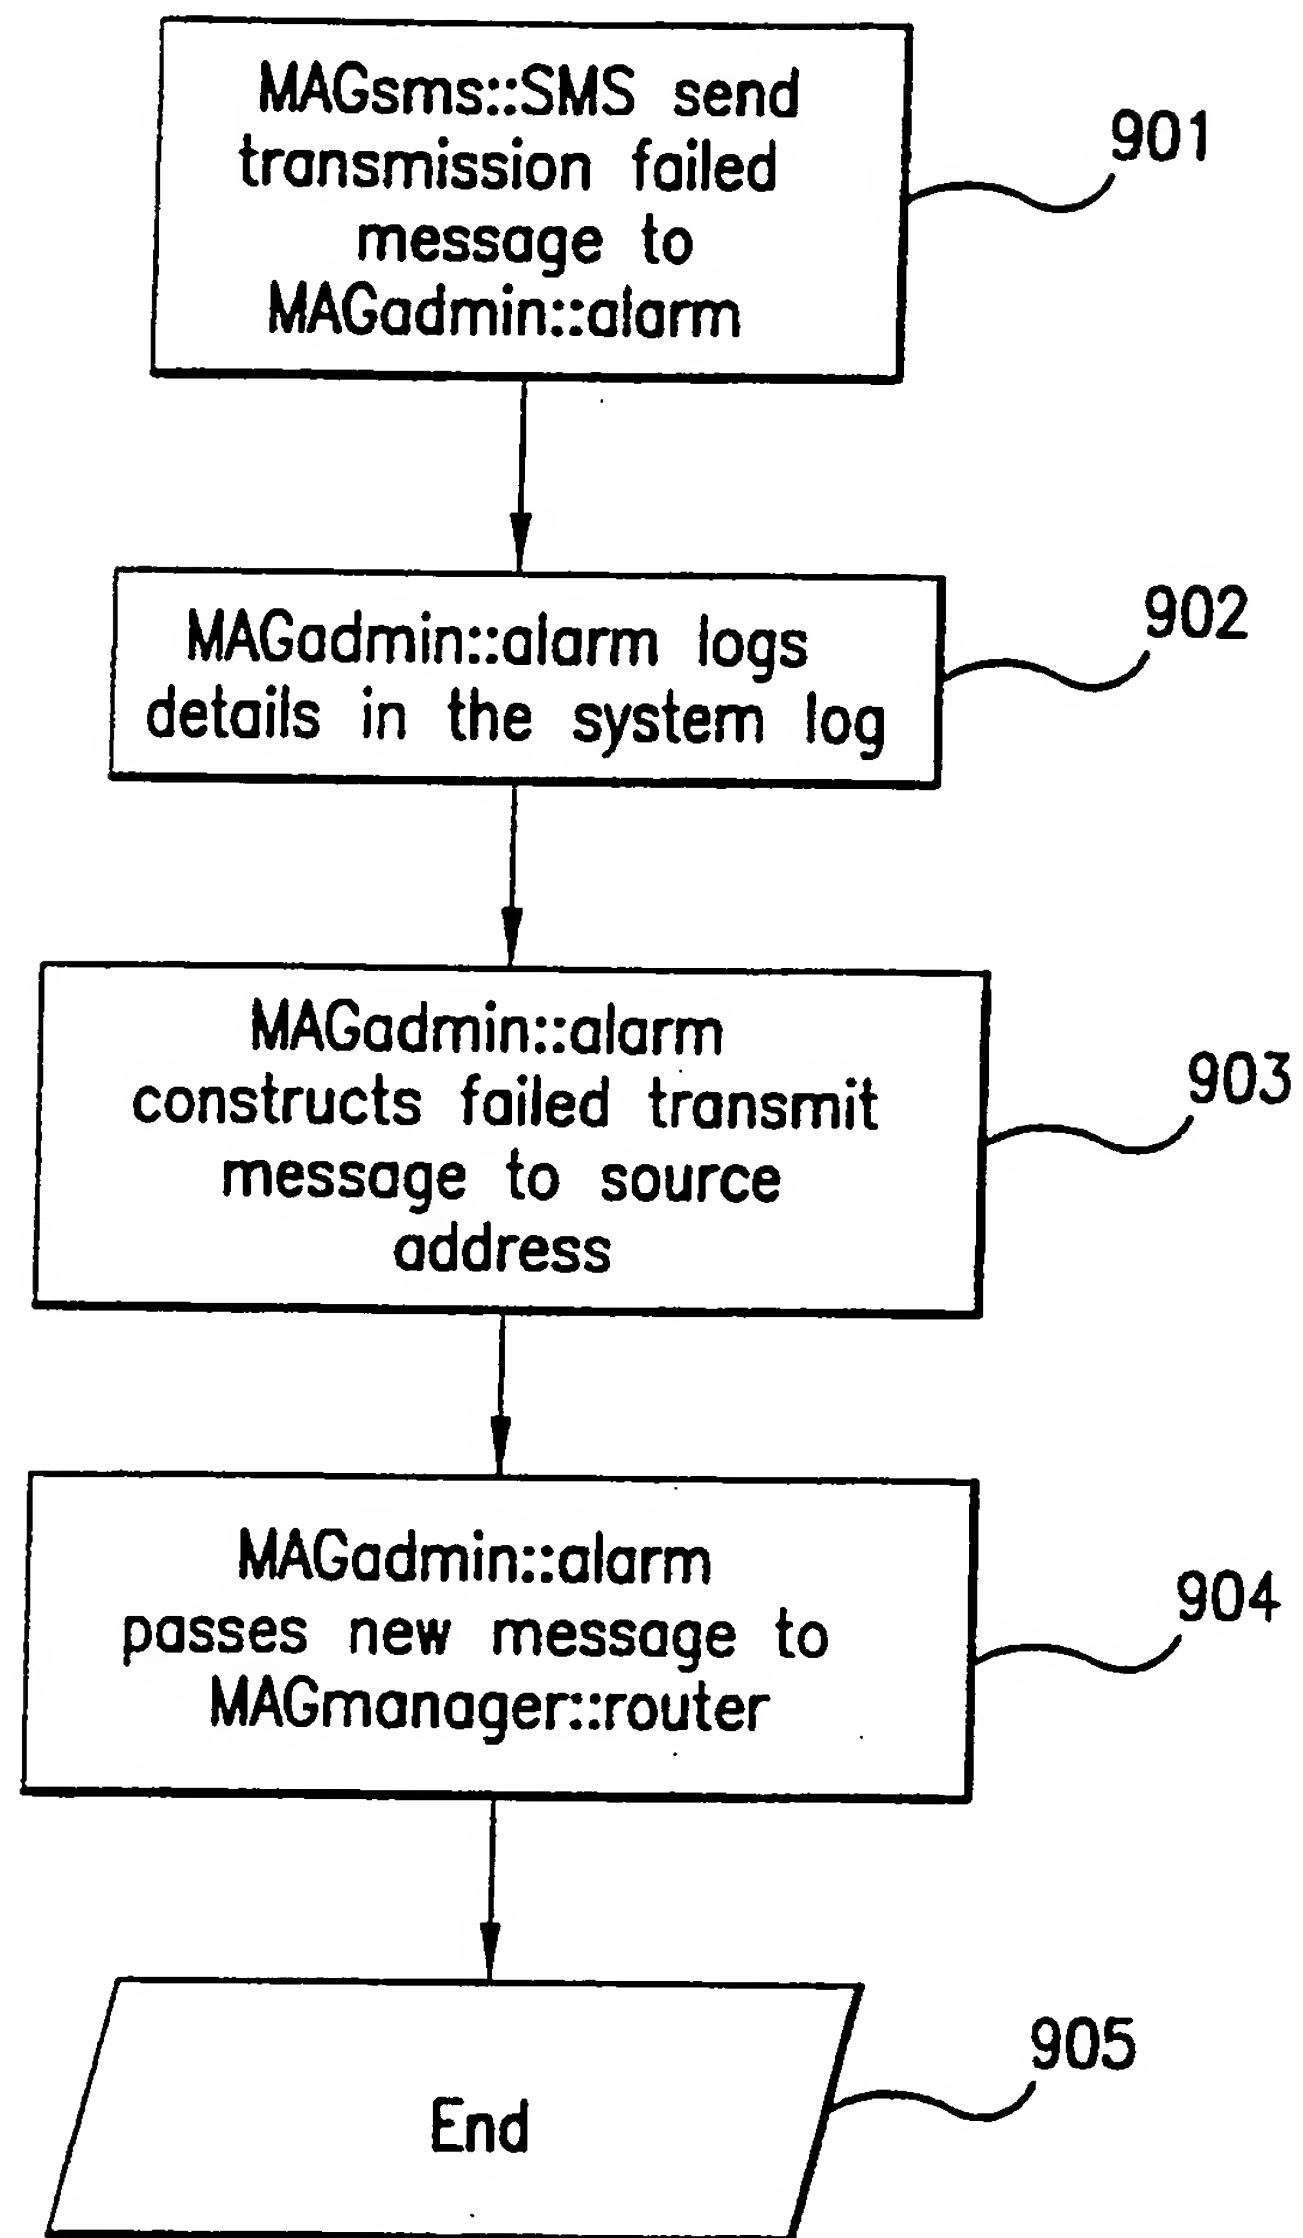 MAGsms::SMS send
transmission failed
message to
MAGadmin::alarm
901
MAGadmin::alarm logs
details in the system log
902
MAGadmin::alarm
constructs failed transmit
message to source
address
903
MAGadmin::alarm
passes new message to
MAGmanager::router
904
End
905